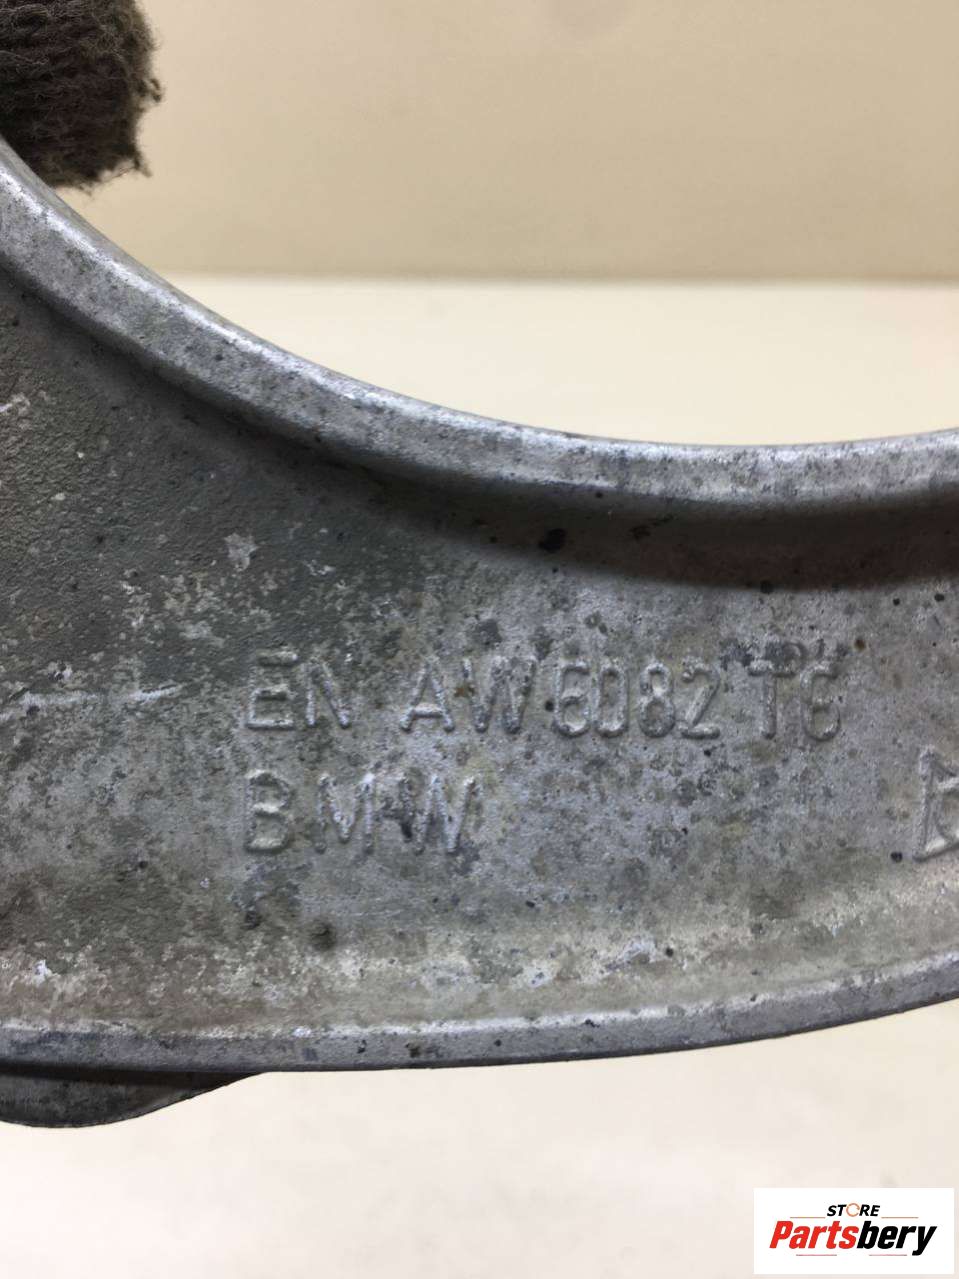 EN AW 6082 T6
BMW
STORE
Partsbery